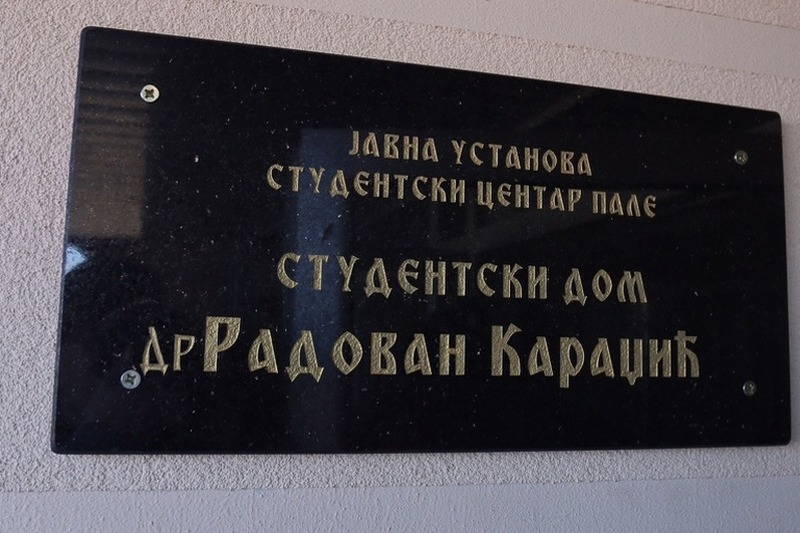 ЈАВНА УСТАНОВА
СТУДЕНТСКИ ЦЕНТАР ПАЛЕ
СТУДЕНТСКИ ДОМ
ДР РАДОВАН КАРАЏИЋ